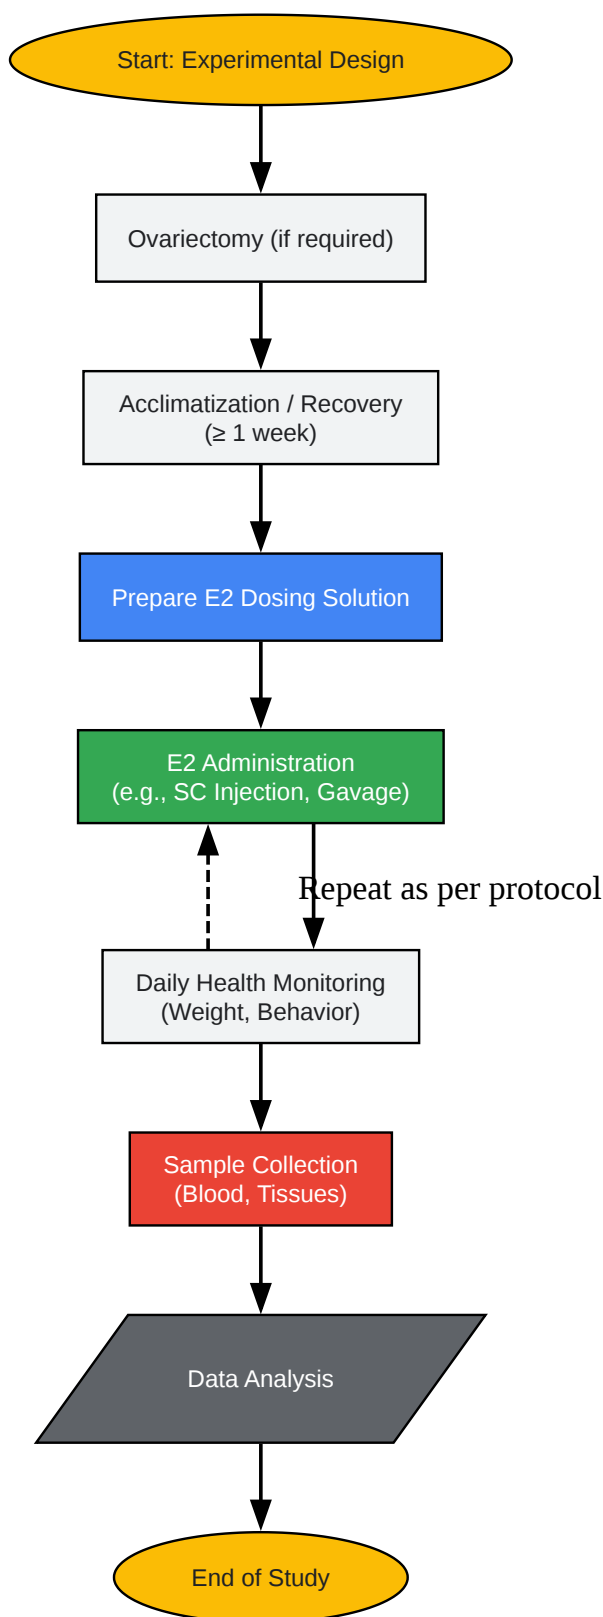 Start: Experimental Design
Ovariectomy (if required)
Acclimatization / Recovery
(≥ 1 week)
Prepare E2 Dosing Solution
E2 Administration
(e.g., SC Injection, Gavage)
Repeat as per protocol
Daily Health Monitoring
(Weight, Behavior)
Sample Collection
(Blood, Tissues)
Data Analysis
End of Study